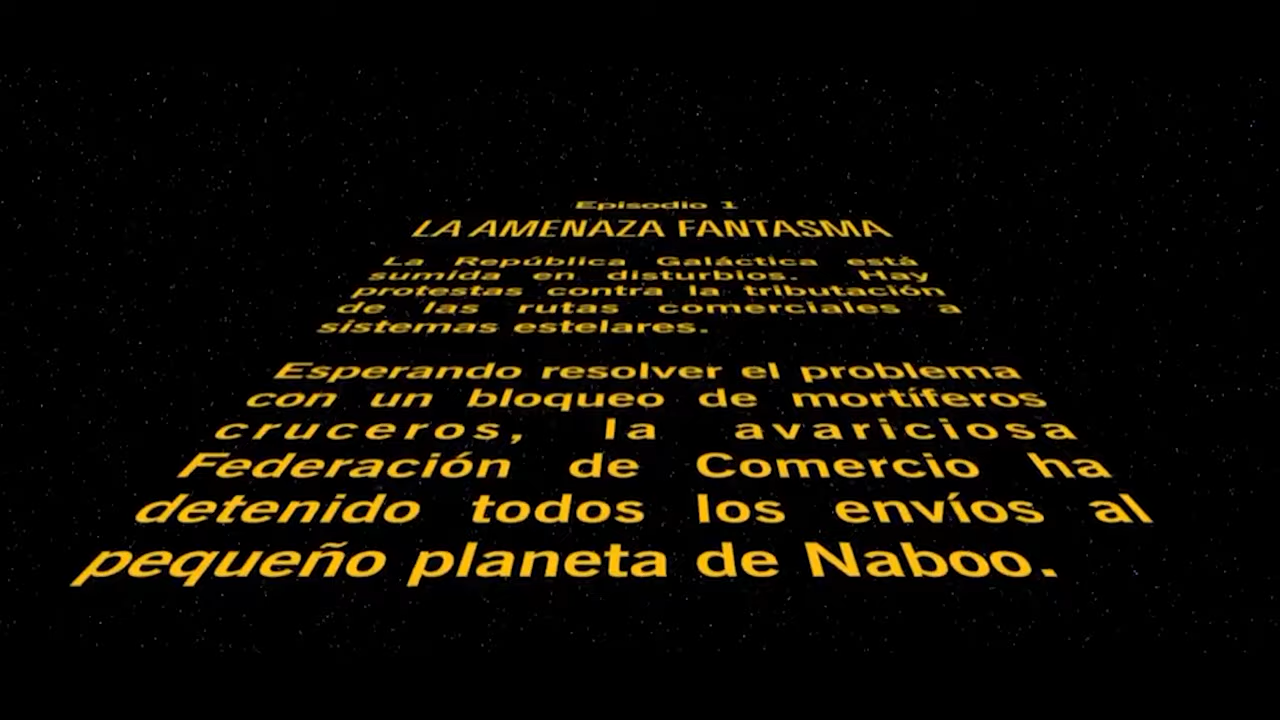 Episodio 1
LA AMENAZA FANTASMA
La República Galáctica está
sumida en disturbios. Hay
protestas contra la tributación
de las rutas comerciales a
sistemas estelares.
Esperando resolver el problema
con un bloqueo de mortíferos
cruceros, la avariciosa
Federación de Comercio ha
detenido todos los envíos al
pequeño planeta de Naboo.